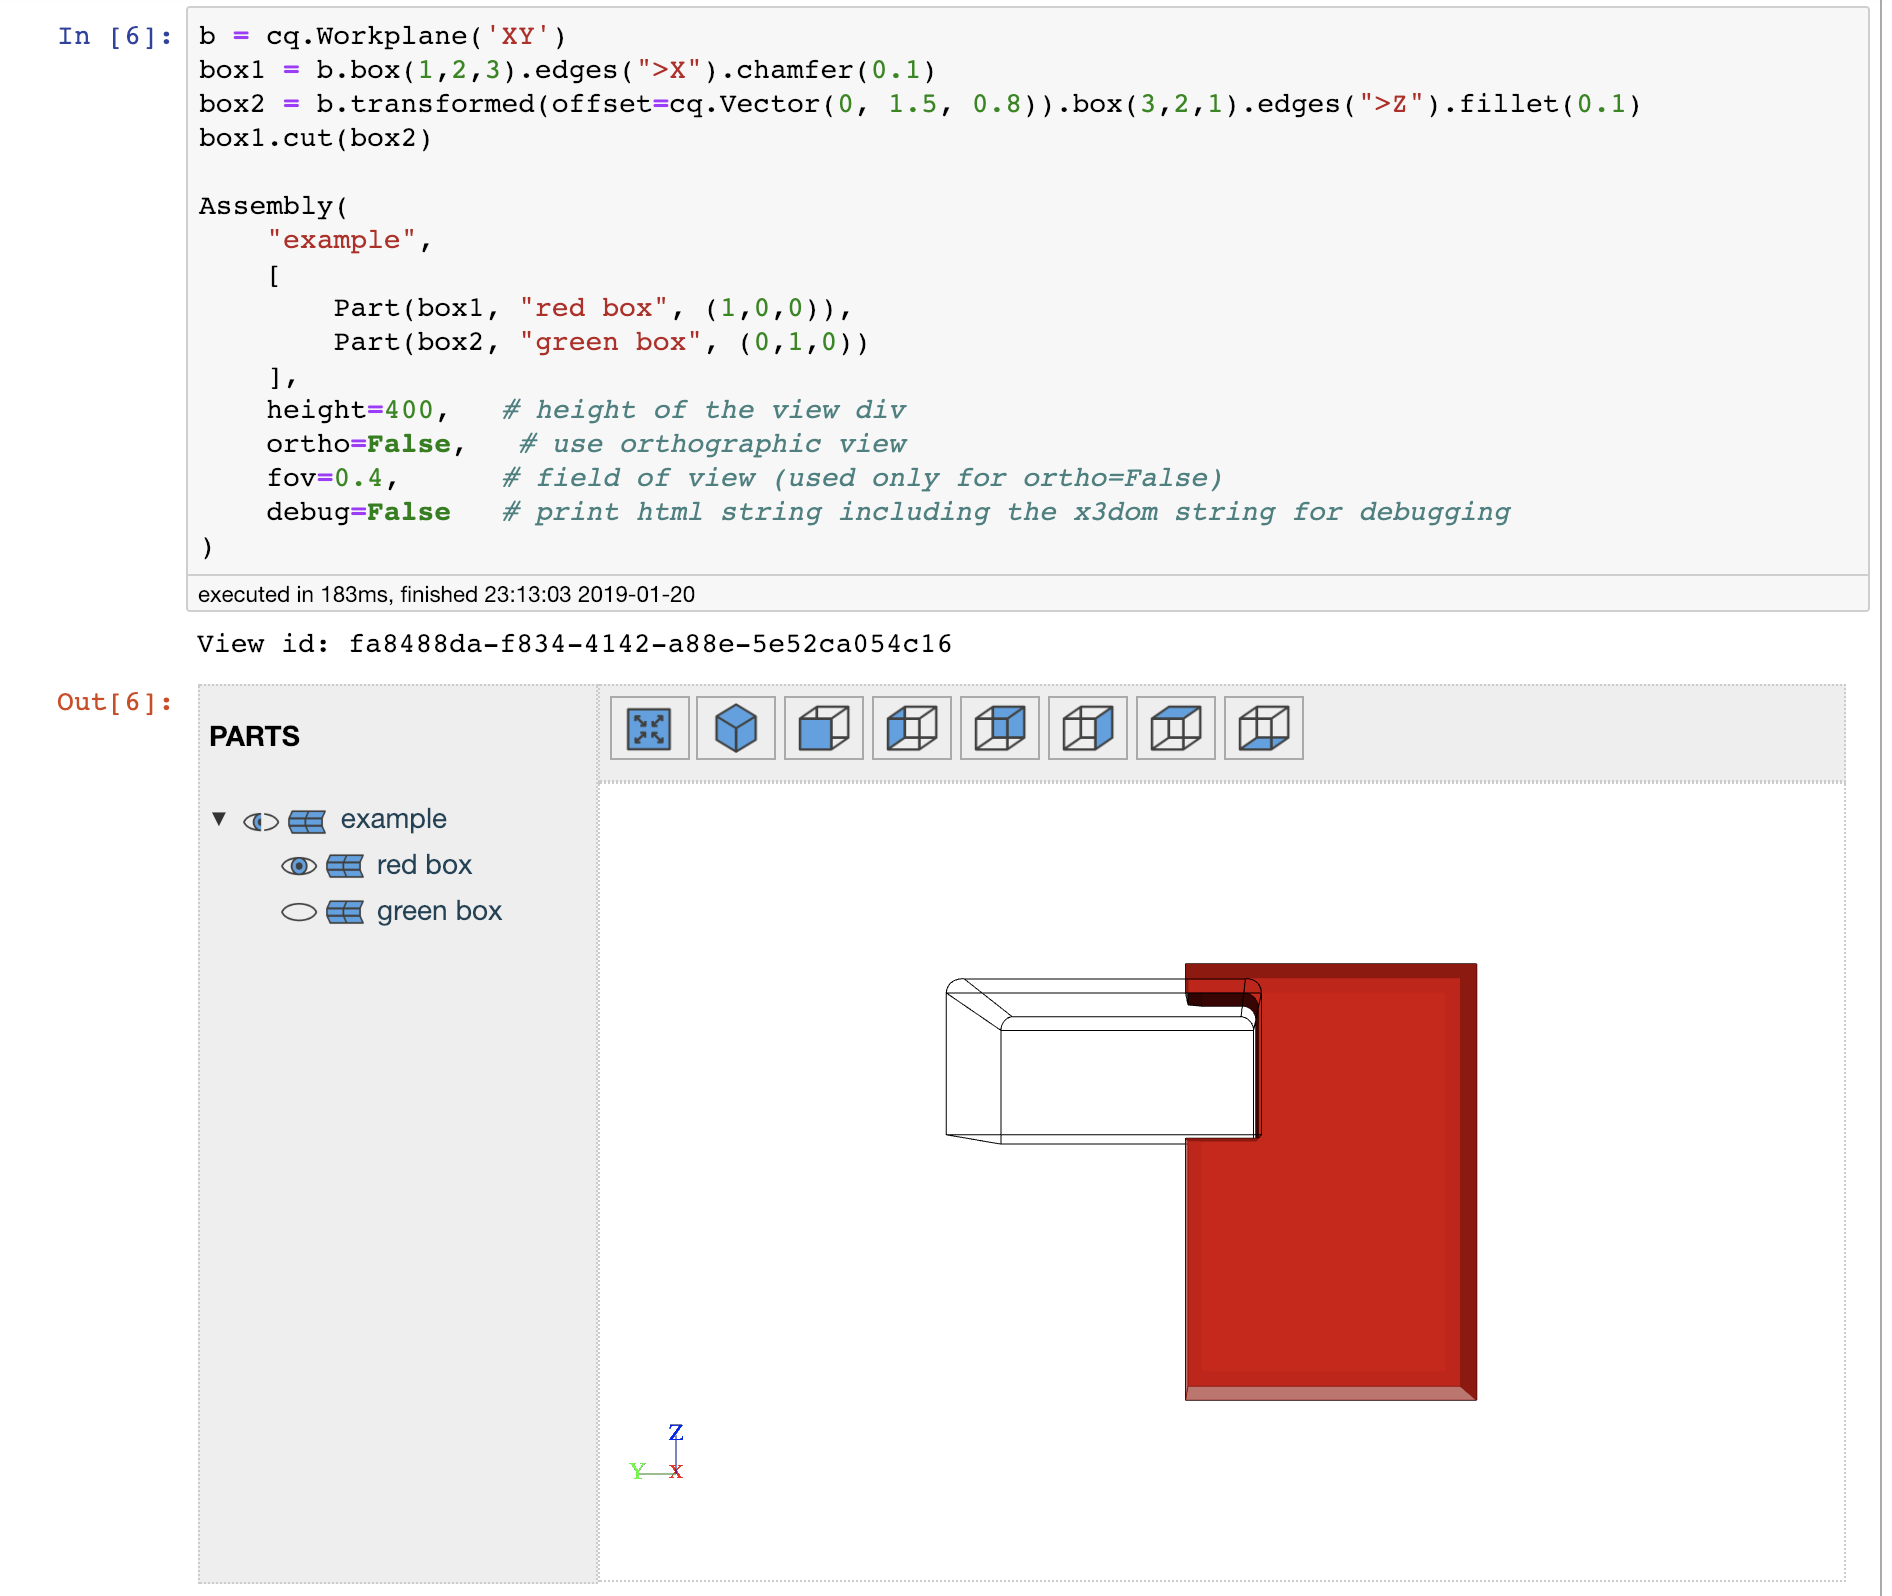 In [6]:
b = cq.Workplane('XY')
box1 = b.box(1,2,3).edges(">X").chamfer(0.1)
box2 = b.transformed(offset=cq.Vector(0, 1.5, 0.8)).box(3,2,1).edges(">Z").fillet(0.1)
box1.cut(box2)
Assembly(
    "example",
    [
        Part(box1, "red box", (1,0,0)),
        Part(box2, "green box", (0,1,0))
    ],
    height=400,   # height of the view div
    ortho=False,   # use orthographic view
    fov=0.4,      # field of view (used only for ortho=False)
    debug=False   # print html string including the x3dom string for debugging
)
executed in 183ms, finished 23:13:03 2019-01-20
View id: fa8488da-f834-4142-a88e-5e52ca054c16
Out[6]:
PARTS
▼ example
red box
green box
Z
Y X